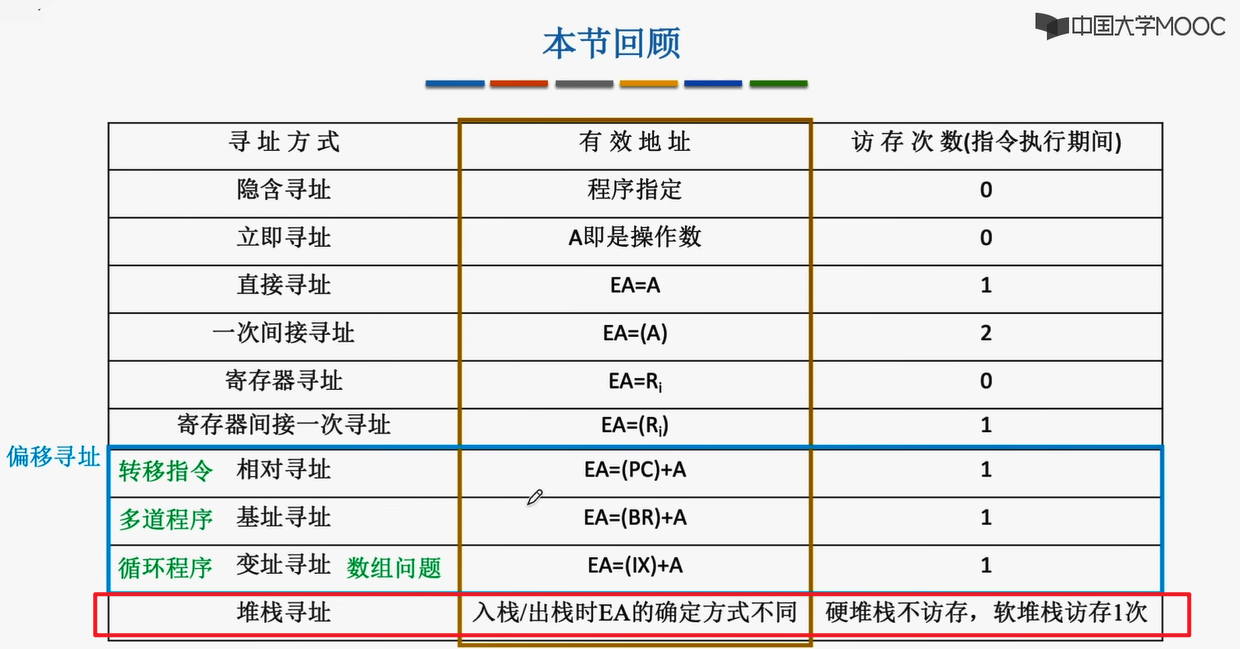 中国大学MOOC
本节回顾
寻址方式 有效地址 访存次数(指令执行期间)
隐含寻址 程序指定 0
立即寻址 A即是操作数 0
直接寻址 EA=A 1
一次间接寻址 EA=(A) 2
寄存器寻址 EA=Rᵢ 0
寄存器间接一次寻址 EA=(Rᵢ) 1
偏移寻址
转移指令 相对寻址 EA=(PC)+A 1
多道程序 基址寻址 EA=(BR)+A 1
循环程序 变址寻址 数组问题 EA=(IX)+A 1
堆栈寻址 入栈/出栈时EA的确定方式不同 硬堆栈不访存，软堆栈访存1次